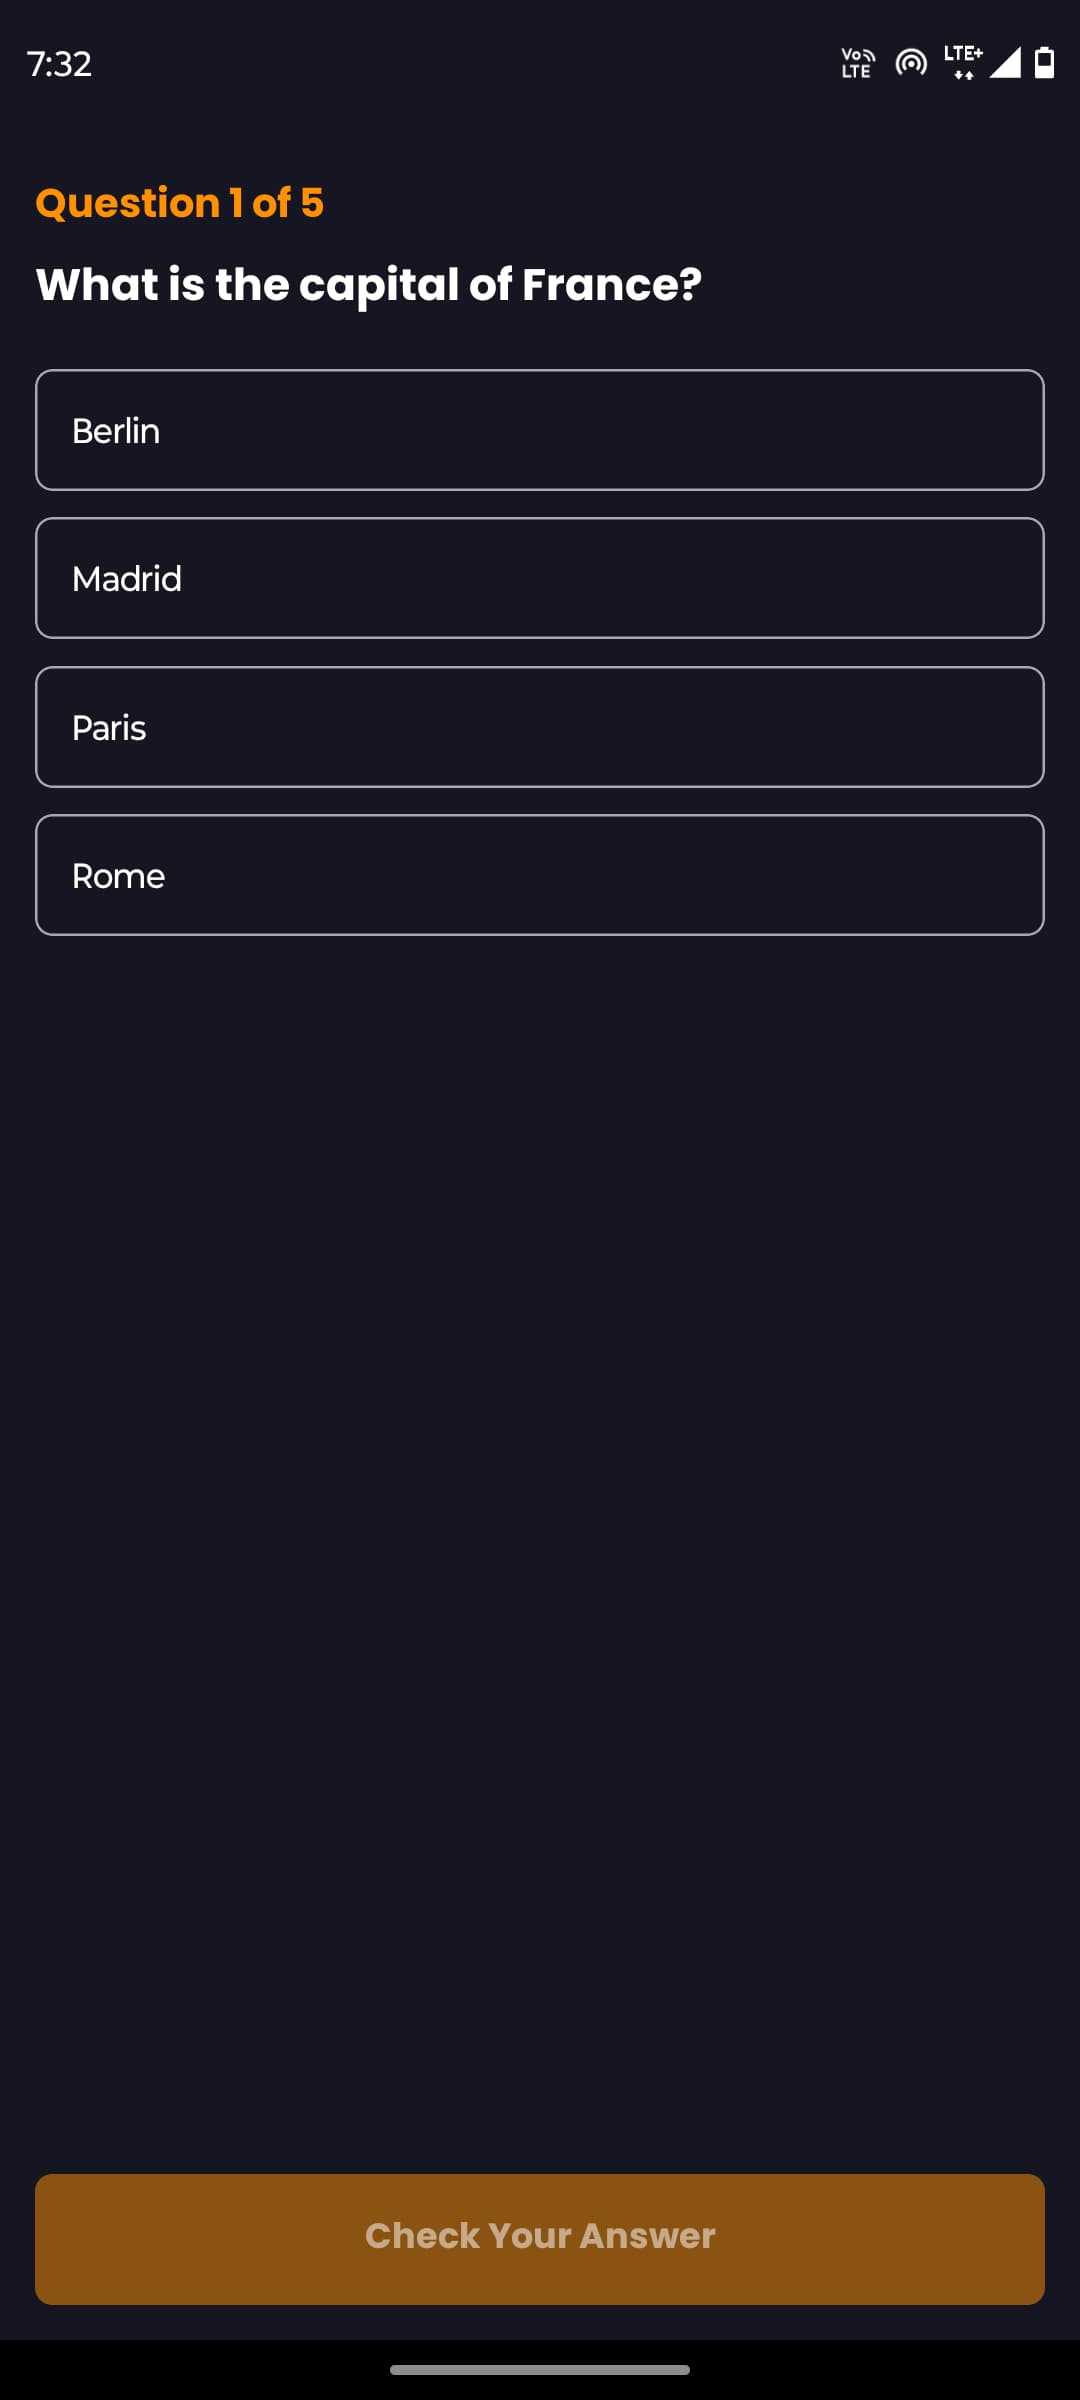 7:32
Vo LTE
LTE+
Question 1 of 5
What is the capital of France?
Berlin
Madrid
Paris
Rome
Check Your Answer